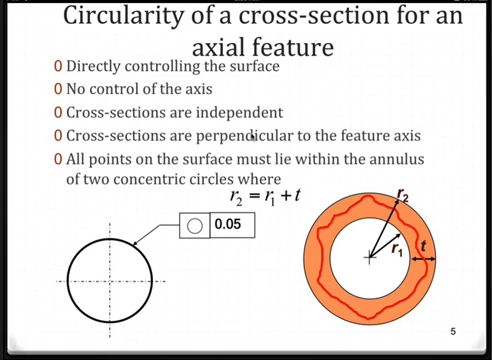 Circularity of a cross-section for an
axial feature
0 Directly controlling the surface
0 No control of the axis
0 Cross-sections are independent
0 Cross-sections are perpendicular to the feature axis
0 All points on the surface must lie within the annulus
of two concentric circles where
r₂ = r₁ + t
0.05
r₂
r₁
t
5